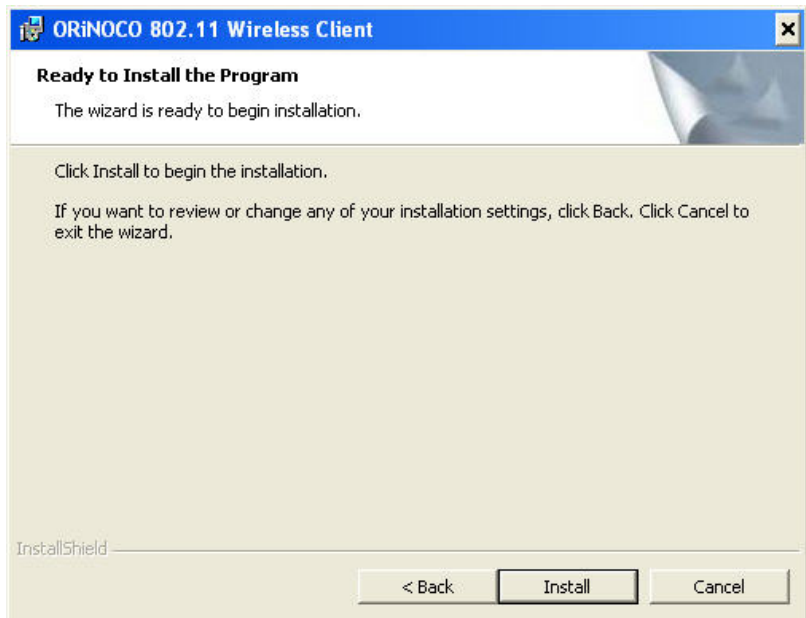 ORiNOCO 802.11 Wireless Client
Ready to Install the Program
The wizard is ready to begin installation.
Click Install to begin the installation.
If you want to review or change any of your installation settings, click Back. Click Cancel to
exit the wizard.
InstallShield
< Back
Install
Cancel